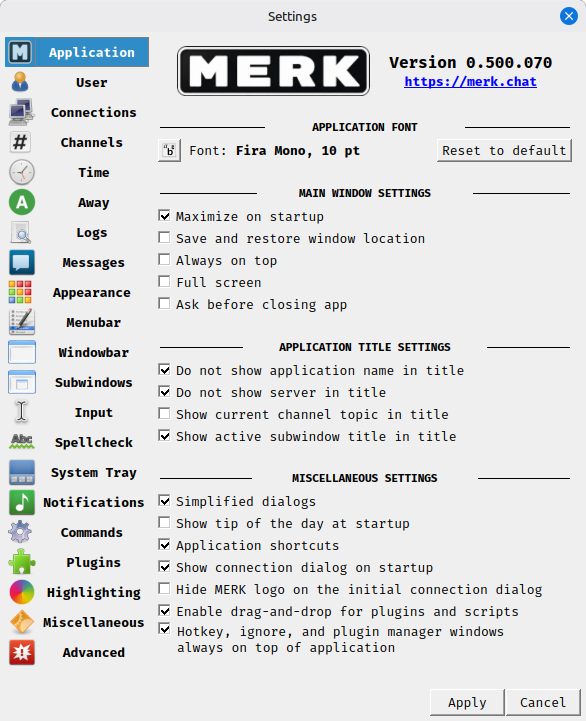 Settings
Application
User
Connections
Channels
Time
Away
Logs
Messages
Appearance
Menubar
Windowbar
Subwindows
Input
Spellcheck
System Tray
Notifications
Commands
Plugins
Highlighting
Miscellaneous
Advanced
MERK
Version 0.500.070
https://merk.chat
APPLICATION FONT
Font: Fira Mono, 10 pt
Reset to default
MAIN WINDOW SETTINGS
Maximize on startup
Save and restore window location
Always on top
Full screen
Ask before closing app
APPLICATION TITLE SETTINGS
Do not show application name in title
Do not show server in title
Show current channel topic in title
Show active subwindow title in title
MISCELLANEOUS SETTINGS
Simplified dialogs
Show tip of the day at startup
Application shortcuts
Show connection dialog on startup
Hide MERK logo on the initial connection dialog
Enable drag-and-drop for plugins and scripts
Hotkey, ignore, and plugin manager windows
always on top of application
Apply
Cancel